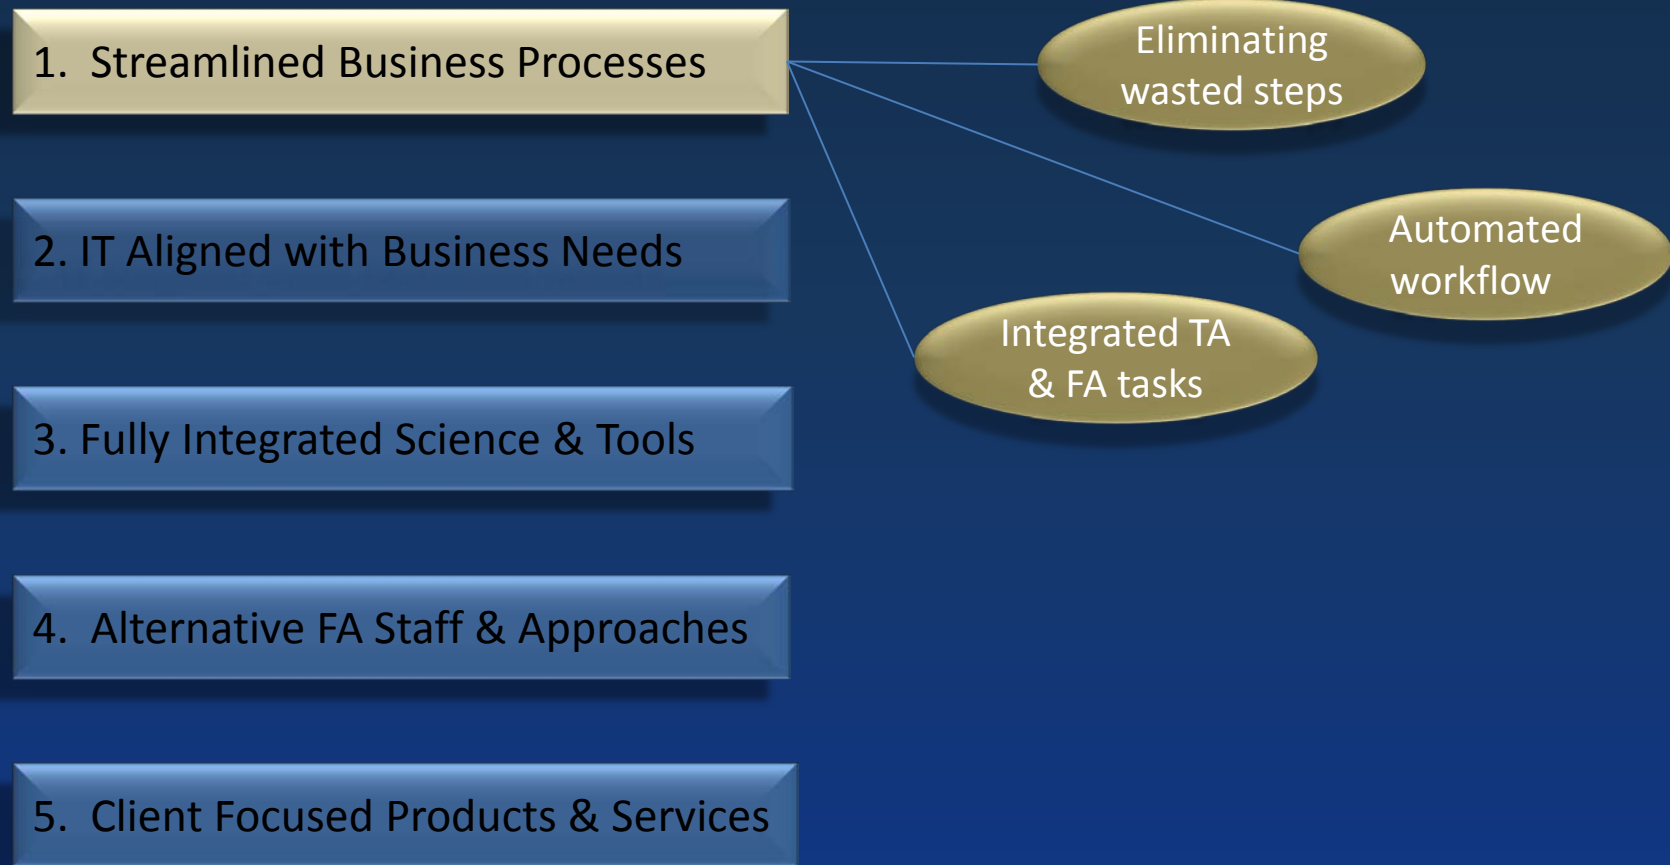 1. Streamlined Business Processes
Eliminating
wasted steps
2. IT Aligned with Business Needs
Automated
workflow
Integrated TA
& FA tasks
3. Fully Integrated Science & Tools
4. Alternative FA Staff & Approaches
5. Client Focused Products & Services